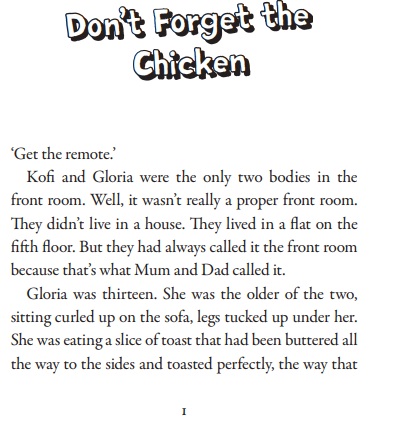 Don't Forget the
Chicken
‘Get the remote.’
Kofi and Gloria were the only two bodies in the
front room. Well, it wasn’t really a proper front room.
They didn’t live in a house. They lived in a flat on the
fifth floor. But they had always called it the front room
because that’s what Mum and Dad called it.
Gloria was thirteen. She was the older of the two,
sitting curled up on the sofa, legs tucked up under her.
She was eating a slice of toast that had been buttered all
the way to the sides and toasted perfectly, the way that
1